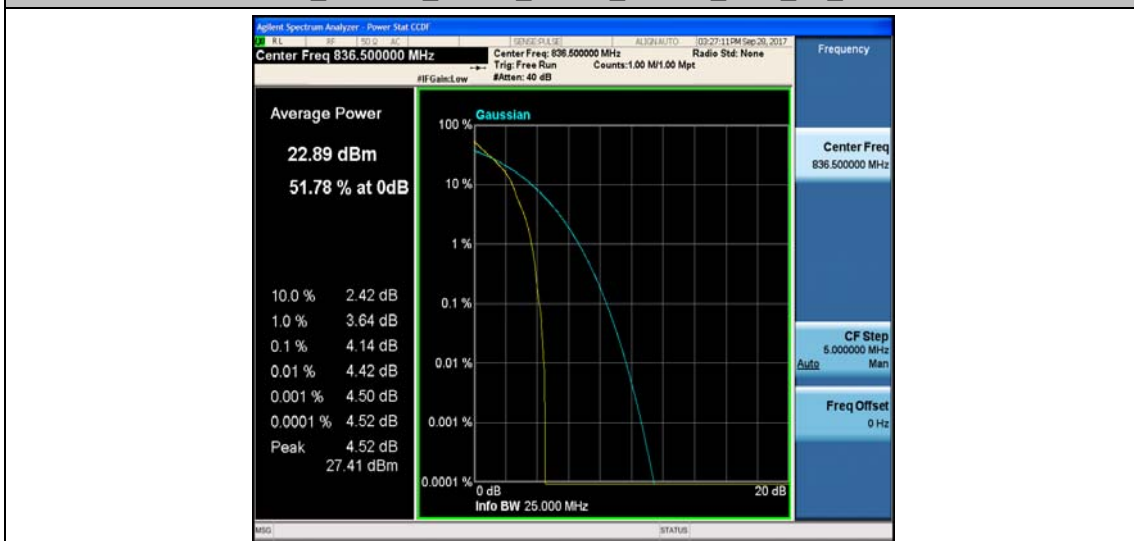 Agilent Spectrum Analyzer - Power Stat CCDF
RL RF 50 Ω AC SENSE:PULSE ALIGN AUTO 03:27:11 PM Sep 28, 2017
Center Freq 836.500000 MHz
Center Freq: 836.500000 MHz Radio Std: None
Trig: Free Run Counts:1.00 M/1.00 Mpt
#IFGain:Low #Atten: 40 dB
Frequency
Average Power
22.89 dBm
51.78 % at 0dB
10.0 % 2.42 dB
1.0 % 3.64 dB
0.1 % 4.14 dB
0.01 % 4.42 dB
0.001 % 4.50 dB
0.0001 % 4.52 dB
Peak 4.52 dB
27.41 dBm
Gaussian
100 %
10 %
1 %
0.1 %
0.01 %
0.001 %
0.0001 %
0 dB 20 dB
Info BW 25.000 MHz
Center Freq
836.500000 MHz
CF Step
5.000000 MHz
Auto Man
Freq Offset
0 Hz
MSG STATUS